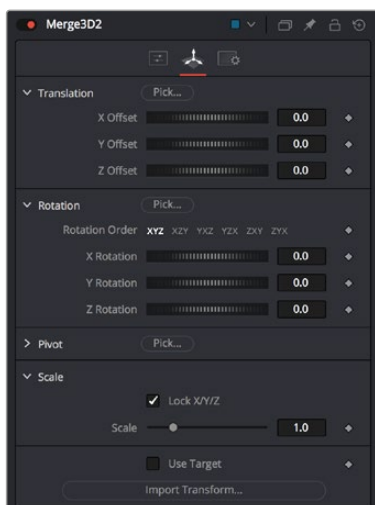 Merge3D2
Translation Pick...
X Offset 0.0
Y Offset 0.0
Z Offset 0.0
Rotation Pick...
Rotation Order XYZ XZY YXZ YZX ZXY ZYX
X Rotation 0.0
Y Rotation 0.0
Z Rotation 0.0
Pivot Pick...
Scale
Lock X/Y/Z
Scale 1.0
Use Target
Import Transform...